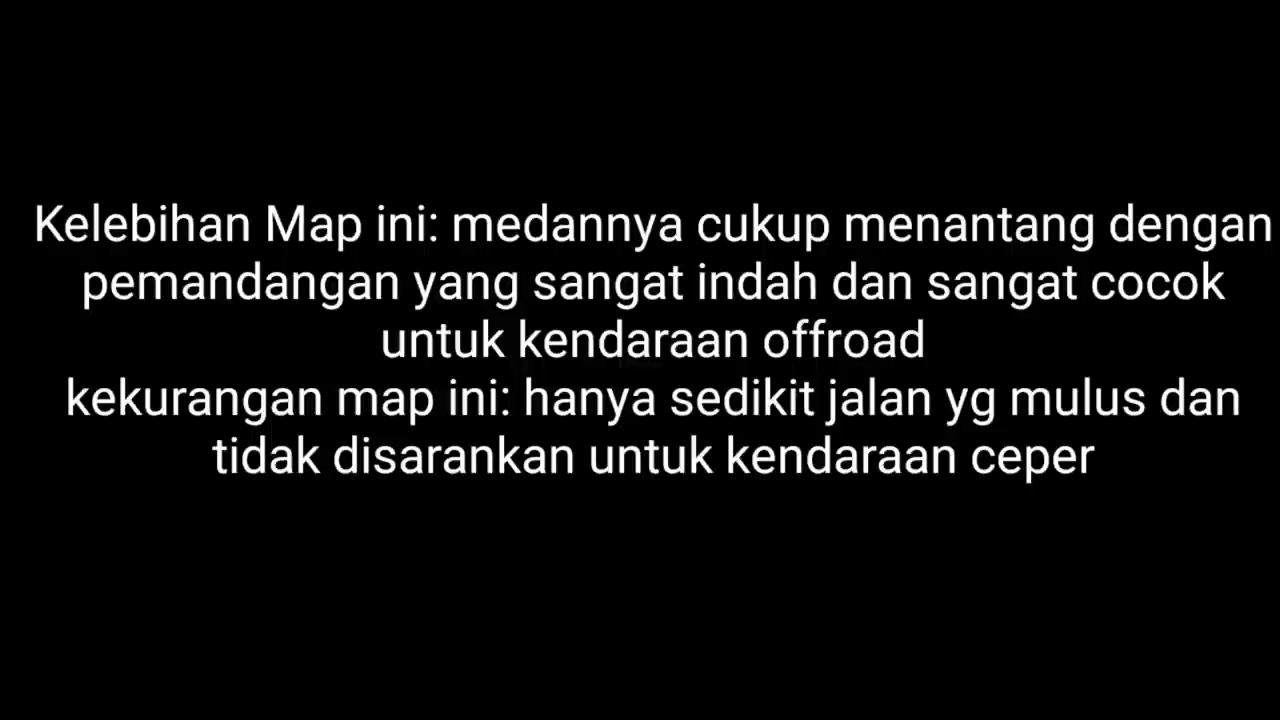 Kelebihan Map ini: medannya cukup menantang dengan
pemandangan yang sangat indah dan sangat cocok
untuk kendaraan offroad
kekurangan map ini: hanya sedikit jalan yg mulus dan
tidak disarankan untuk kendaraan ceper